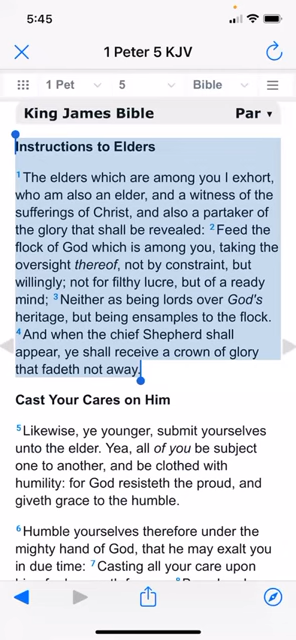 5:45
1 Peter 5 KJV
1 Pet 5 Bible
King James Bible Par ▾
Instructions to Elders
1The elders which are among you I exhort,
who am also an elder, and a witness of the
sufferings of Christ, and also a partaker of
the glory that shall be revealed: 2Feed the
flock of God which is among you, taking the
oversight thereof, not by constraint, but
willingly; not for filthy lucre, but of a ready
mind; 3Neither as being lords over God's
heritage, but being ensamples to the flock.
4And when the chief Shepherd shall
appear, ye shall receive a crown of glory
that fadeth not away.
Cast Your Cares on Him
5Likewise, ye younger, submit yourselves
unto the elder. Yea, all of you be subject
one to another, and be clothed with
humility: for God resisteth the proud, and
giveth grace to the humble.
6Humble yourselves therefore under the
mighty hand of God, that he may exalt you
in due time: 7Casting all your care upon